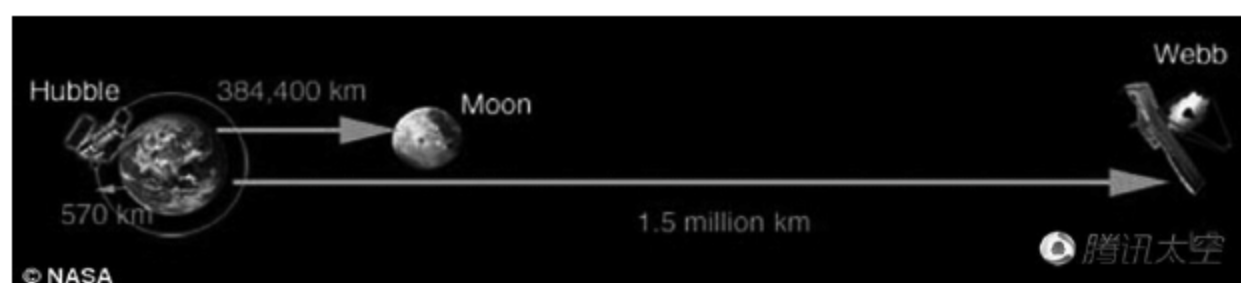 Webb
Hubble
384,400 km
Moon
570 km
1.5 million km
腾讯太空
© NASA